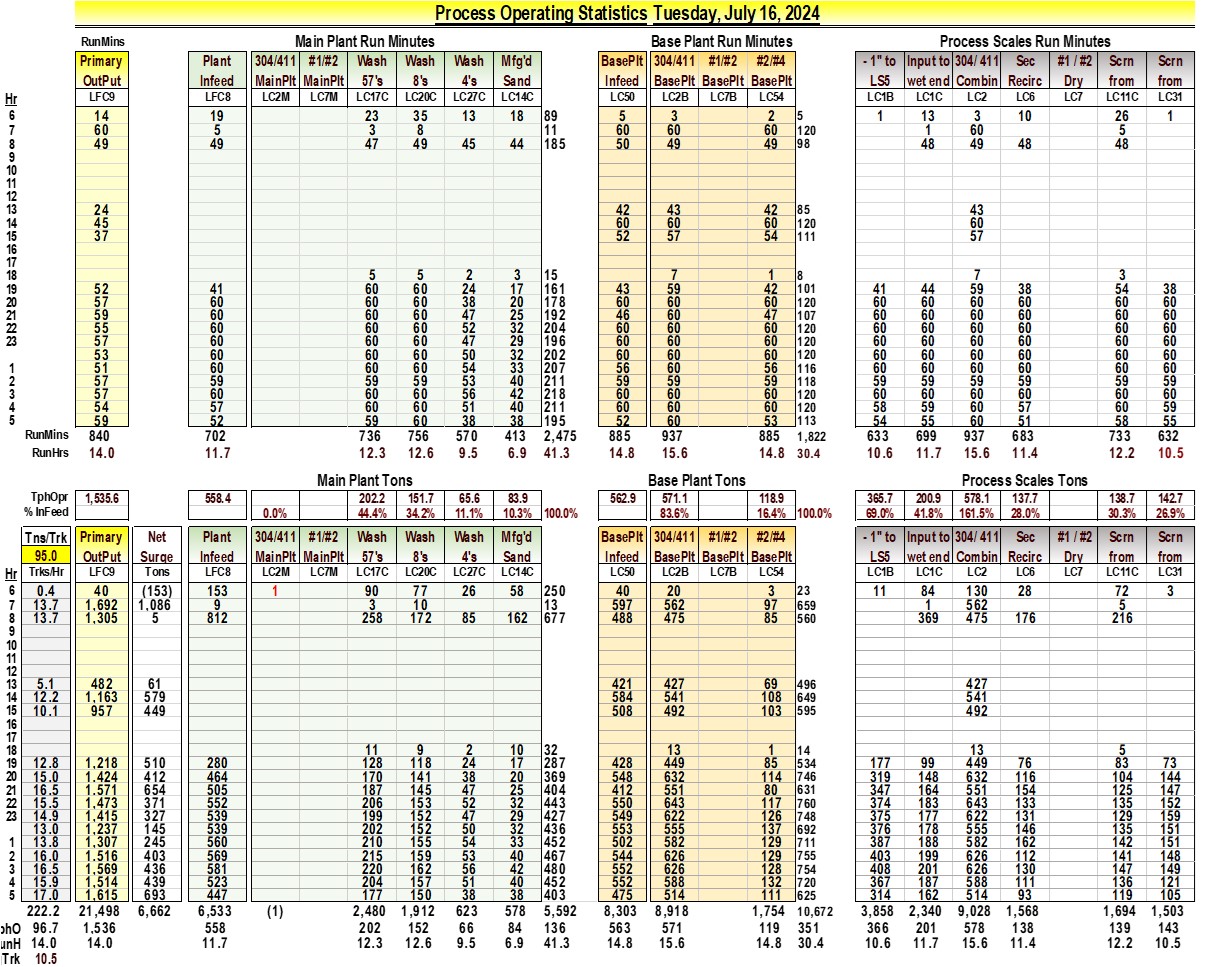 Process Operating Statistics Tuesday, July 16, 2024
RunMins Main Plant Run Minutes Base Plant Run Minutes Process Scales Run Minutes
Primary Plant 304/411 #1/#2 Wash Wash Wash Mfg'd BasePlt 304/411 #1/#2 #2/#4 - 1" to Input to 304/ 411 Sec #1 / #2 Scrn Scrn
OutPut Infeed MainPlt MainPlt 57's 8's 4's Sand Infeed BasePlt BasePlt BasePlt LS5 wet end Combin Recirc Dry from from
Hr LFC9 LFC8 LC2M LC7M LC17C LC20C LC27C LC14C LC50 LC2B LC7B LC54 LC1B LC1C LC2 LC6 LC7 LC11C LC31
6 14 19 23 35 13 18 89 5 3 2 5 1 13 3 10 26 1
7 60 5 3 8 11 60 60 60 120 1 60 5
8 49 49 47 49 45 44 185 50 49 49 98 48 49 48 48
9
10
11
12
13 24 42 43 42 85 43
14 45 60 60 60 120 60
15 37 52 57 54 111 57
16
17
18 5 5 2 3 15 7 1 8 7 3
19 52 41 60 60 24 17 161 43 59 42 101 41 44 59 38 54 38
20 57 60 60 60 38 20 178 60 60 60 120 60 60 60 60 60 60
21 59 60 60 60 47 25 192 46 60 47 107 60 60 60 60 60 60
22 55 60 60 60 52 32 204 60 60 60 120 60 60 60 60 60 60
23 57 60 60 60 47 29 196 60 60 60 120 60 60 60 60 60 60
53 60 60 60 50 32 202 60 60 60 120 60 60 60 60 60 60
1 51 60 60 60 54 33 207 56 60 56 116 60 60 60 60 60 60
2 57 59 59 59 53 40 211 59 59 59 118 59 59 59 59 59 59
3 57 60 60 60 56 42 218 60 60 60 120 60 60 60 60 60 60
4 54 57 60 60 51 40 211 60 60 60 120 58 59 60 57 60 59
5 59 52 59 60 38 38 195 52 60 53 113 54 55 60 51 58 55
RunMins 840 702 736 756 570 413 2,475 885 937 885 1,822 633 699 937 683 733 632
RunHrs 14.0 11.7 12.3 12.6 9.5 6.9 41.3 14.8 15.6 14.8 30.4 10.6 11.7 15.6 11.4 12.2 10.5
Main Plant Tons Base Plant Tons Process Scales Tons
TphOpr 1,535.6 558.4 202.2 151.7 65.6 83.9 562.9 571.1 118.9 365.7 200.9 578.1 137.7 138.7 142.7
% InFeed 0.0% 44.4% 34.2% 11.1% 10.3% 100.0% 83.6% 16.4% 100.0% 69.0% 41.8% 161.5% 28.0% 30.3% 26.9%
Tns/Trk Primary Net Plant 304/411 #1/#2 Wash Wash Wash Mfg'd BasePlt 304/411 #1/#2 #2/#4 - 1" to Input to 304/ 411 Sec #1 / #2 Scrn Scrn
95.0 OutPut Surge Infeed MainPlt MainPlt 57's 8's 4's Sand Infeed BasePlt BasePlt BasePlt LS5 wet end Combin Recirc Dry from from
Hr Trks/Hr LFC9 Tons LFC8 LC2M LC7M LC17C LC20C LC27C LC14C LC50 LC2B LC7B LC54 LC1B LC1C LC2 LC6 LC7 LC11C LC31
6 0.4 40 (153) 153 1 90 77 26 58 250 40 20 3 23 11 84 130 28 72 3
7 13.7 1,692 1,086 9 3 10 13 597 562 97 659 1 562 5
8 13.7 1,305 5 812 258 172 85 162 677 488 475 85 560 369 475 176 216
9
10
11
12
13 5.1 482 61 421 427 69 496 427
14 12.2 1,163 579 584 541 108 649 541
15 10.1 957 449 508 492 103 595 492
16
17
18 11 9 2 10 32 13 1 14 13 5
19 12.8 1,218 510 280 128 118 24 17 287 428 449 85 534 177 99 449 76 83 73
20 15.0 1,424 412 464 170 141 38 20 369 548 632 114 746 319 148 632 116 104 144
21 16.5 1,571 654 505 187 145 47 25 404 412 551 80 631 347 164 551 154 125 147
22 15.5 1,473 371 552 206 153 52 32 443 550 643 117 760 374 183 643 133 135 152
23 14.9 1,415 327 539 199 152 47 29 427 549 622 126 748 375 177 622 131 129 159
13.0 1,237 145 539 202 152 50 32 436 553 555 137 692 376 178 555 146 135 151
1 13.8 1,307 245 560 210 155 54 33 452 502 582 129 711 387 188 582 162 142 151
2 16.0 1,516 403 569 215 159 53 40 467 544 626 129 755 403 199 626 112 141 148
3 16.5 1,569 436 581 220 162 56 42 480 552 626 128 754 408 201 626 130 147 149
4 15.9 1,514 439 523 204 157 51 40 452 552 588 132 720 367 187 588 111 136 121
5 17.0 1,615 693 447 177 150 38 38 403 475 514 111 625 314 162 514 93 119 105
222.2 21,498 6,662 6,533 (1) 2,480 1,912 623 578 5,592 8,303 8,918 1,754 10,672 3,858 2,340 9,028 1,568 1,694 1,503
phO 96.7 1,536 558 202 152 66 84 136 563 571 119 351 366 201 578 138 139 143
unH 14.0 14.0 11.7 12.3 12.6 9.5 6.9 41.3 14.8 15.6 14.8 30.4 10.6 11.7 15.6 11.4 12.2 10.5
Trk 10.5